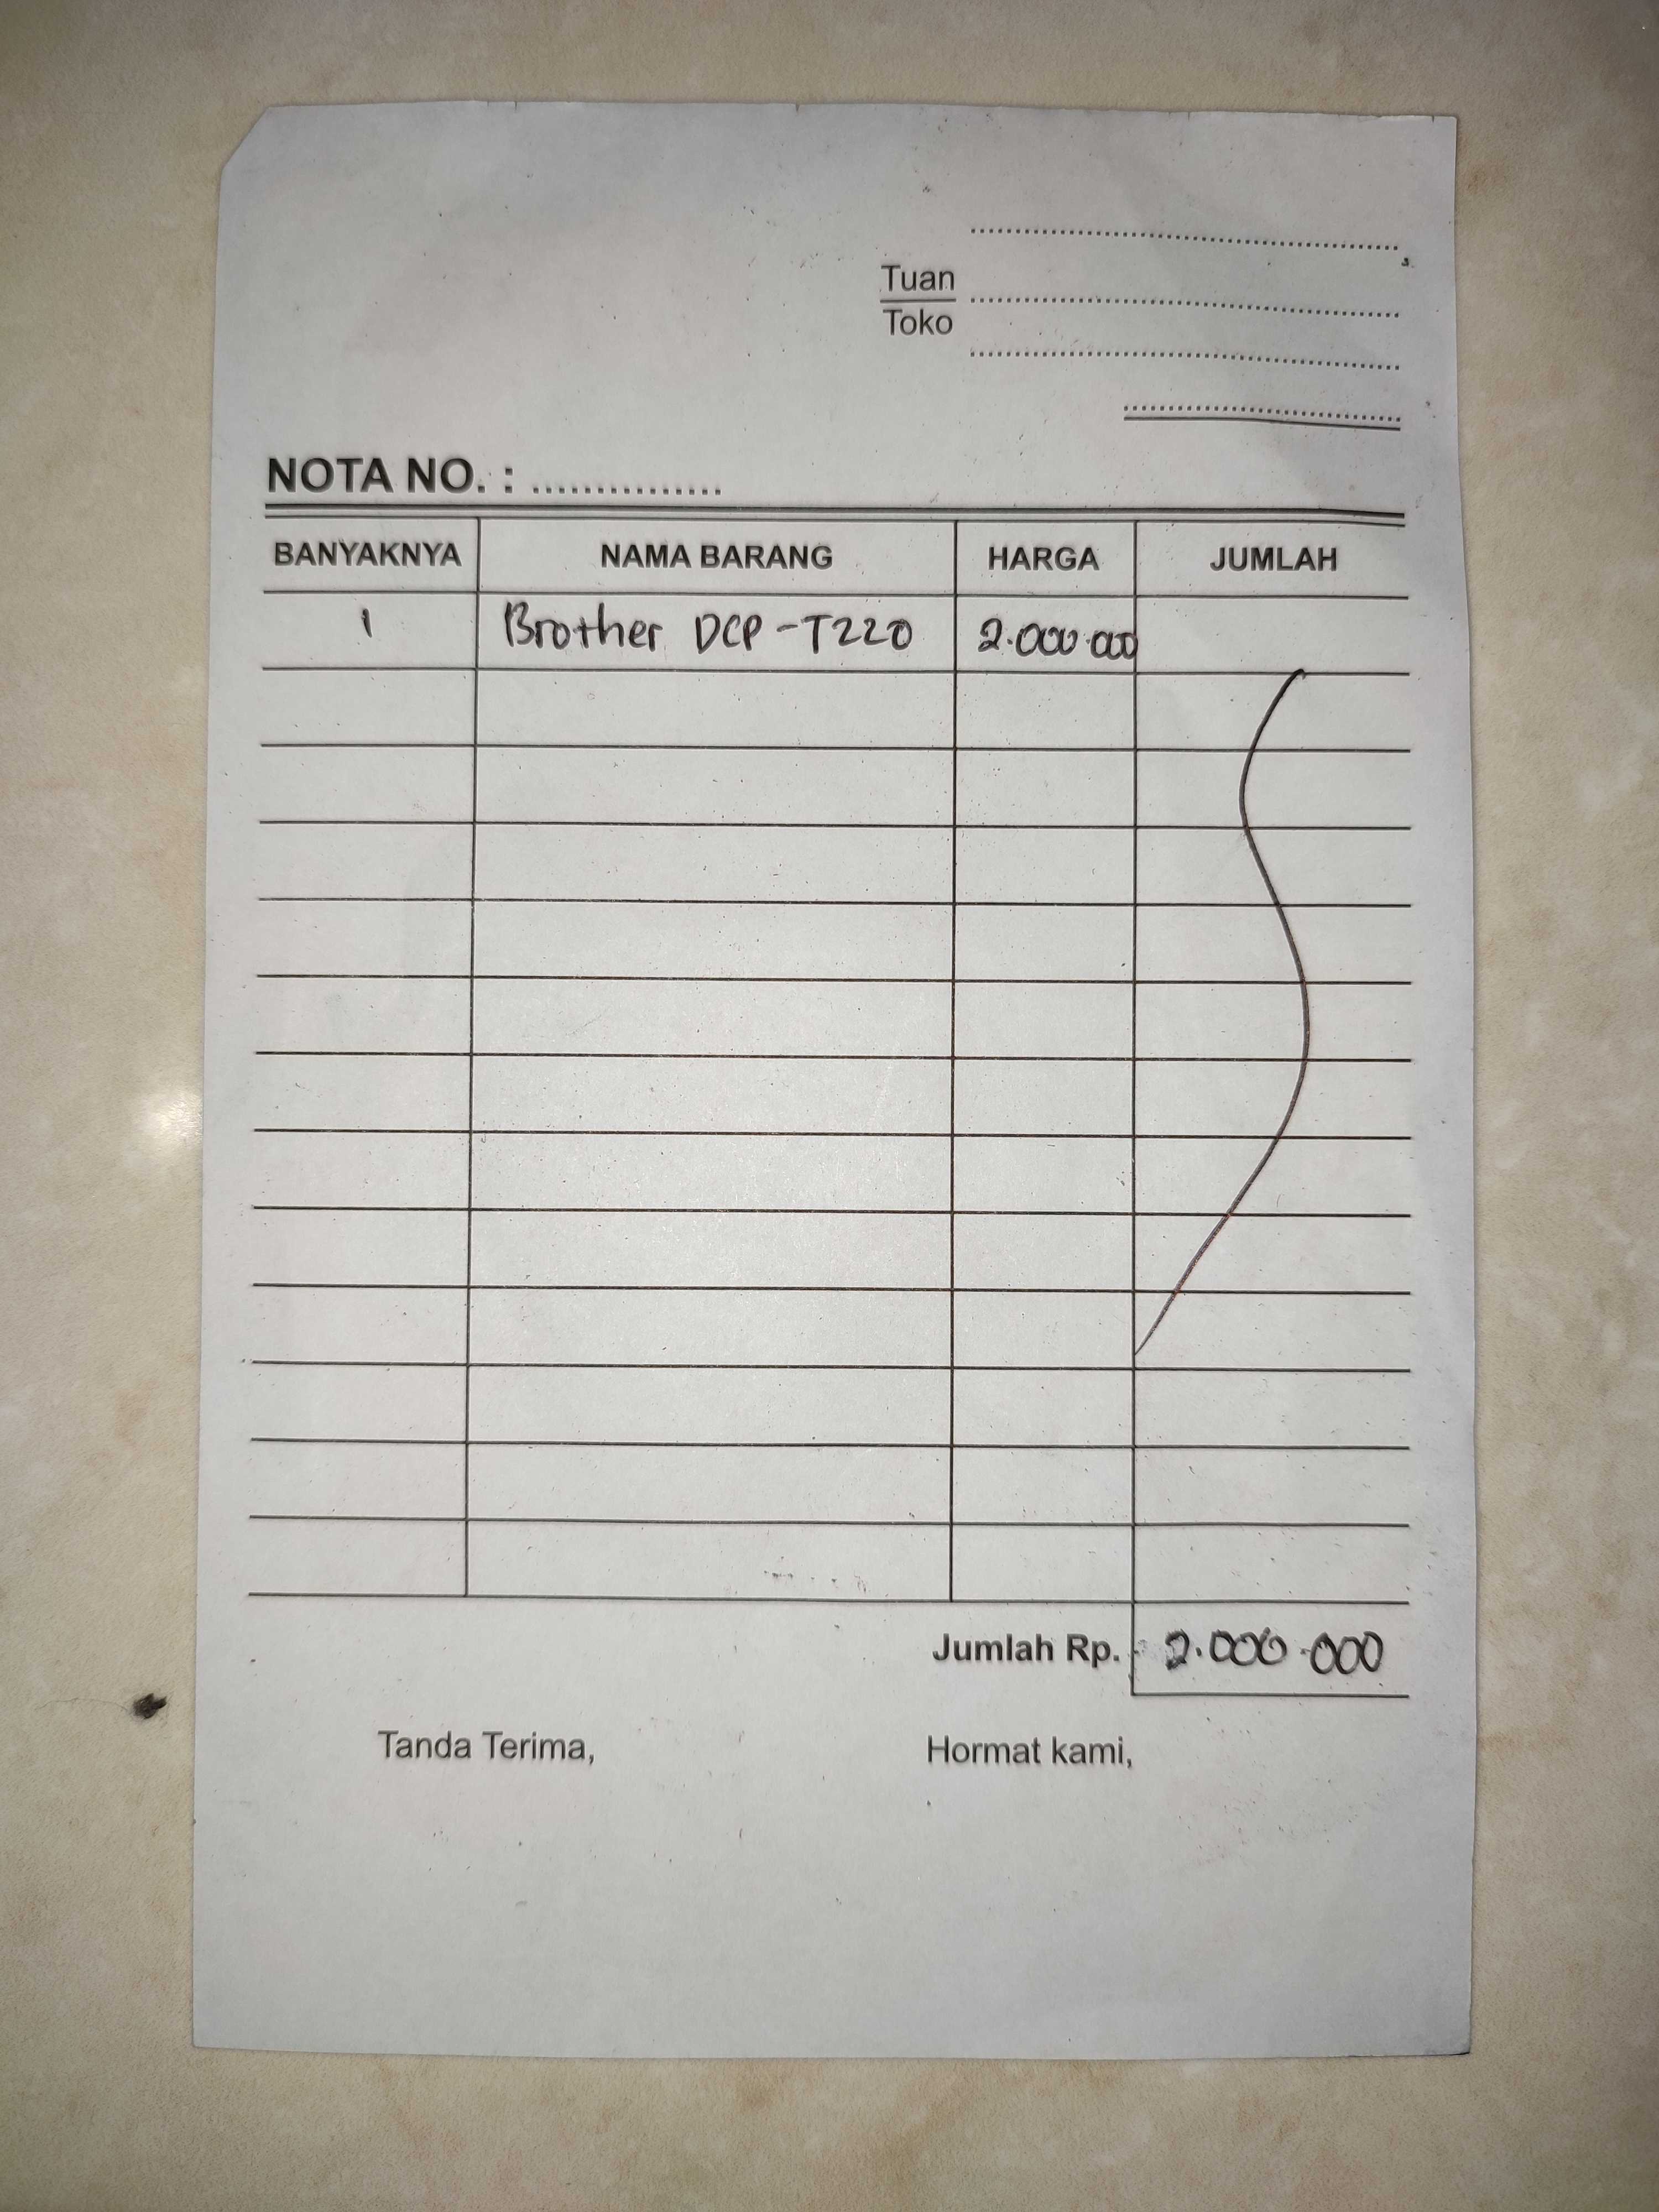 Tuan
Toko
NOTA NO. : ...............
BANYAKNYA NAMA BARANG HARGA JUMLAH
1 Brother DCP-T220 2.000.000
Jumlah Rp. 2.000.000
Tanda Terima, Hormat kami,